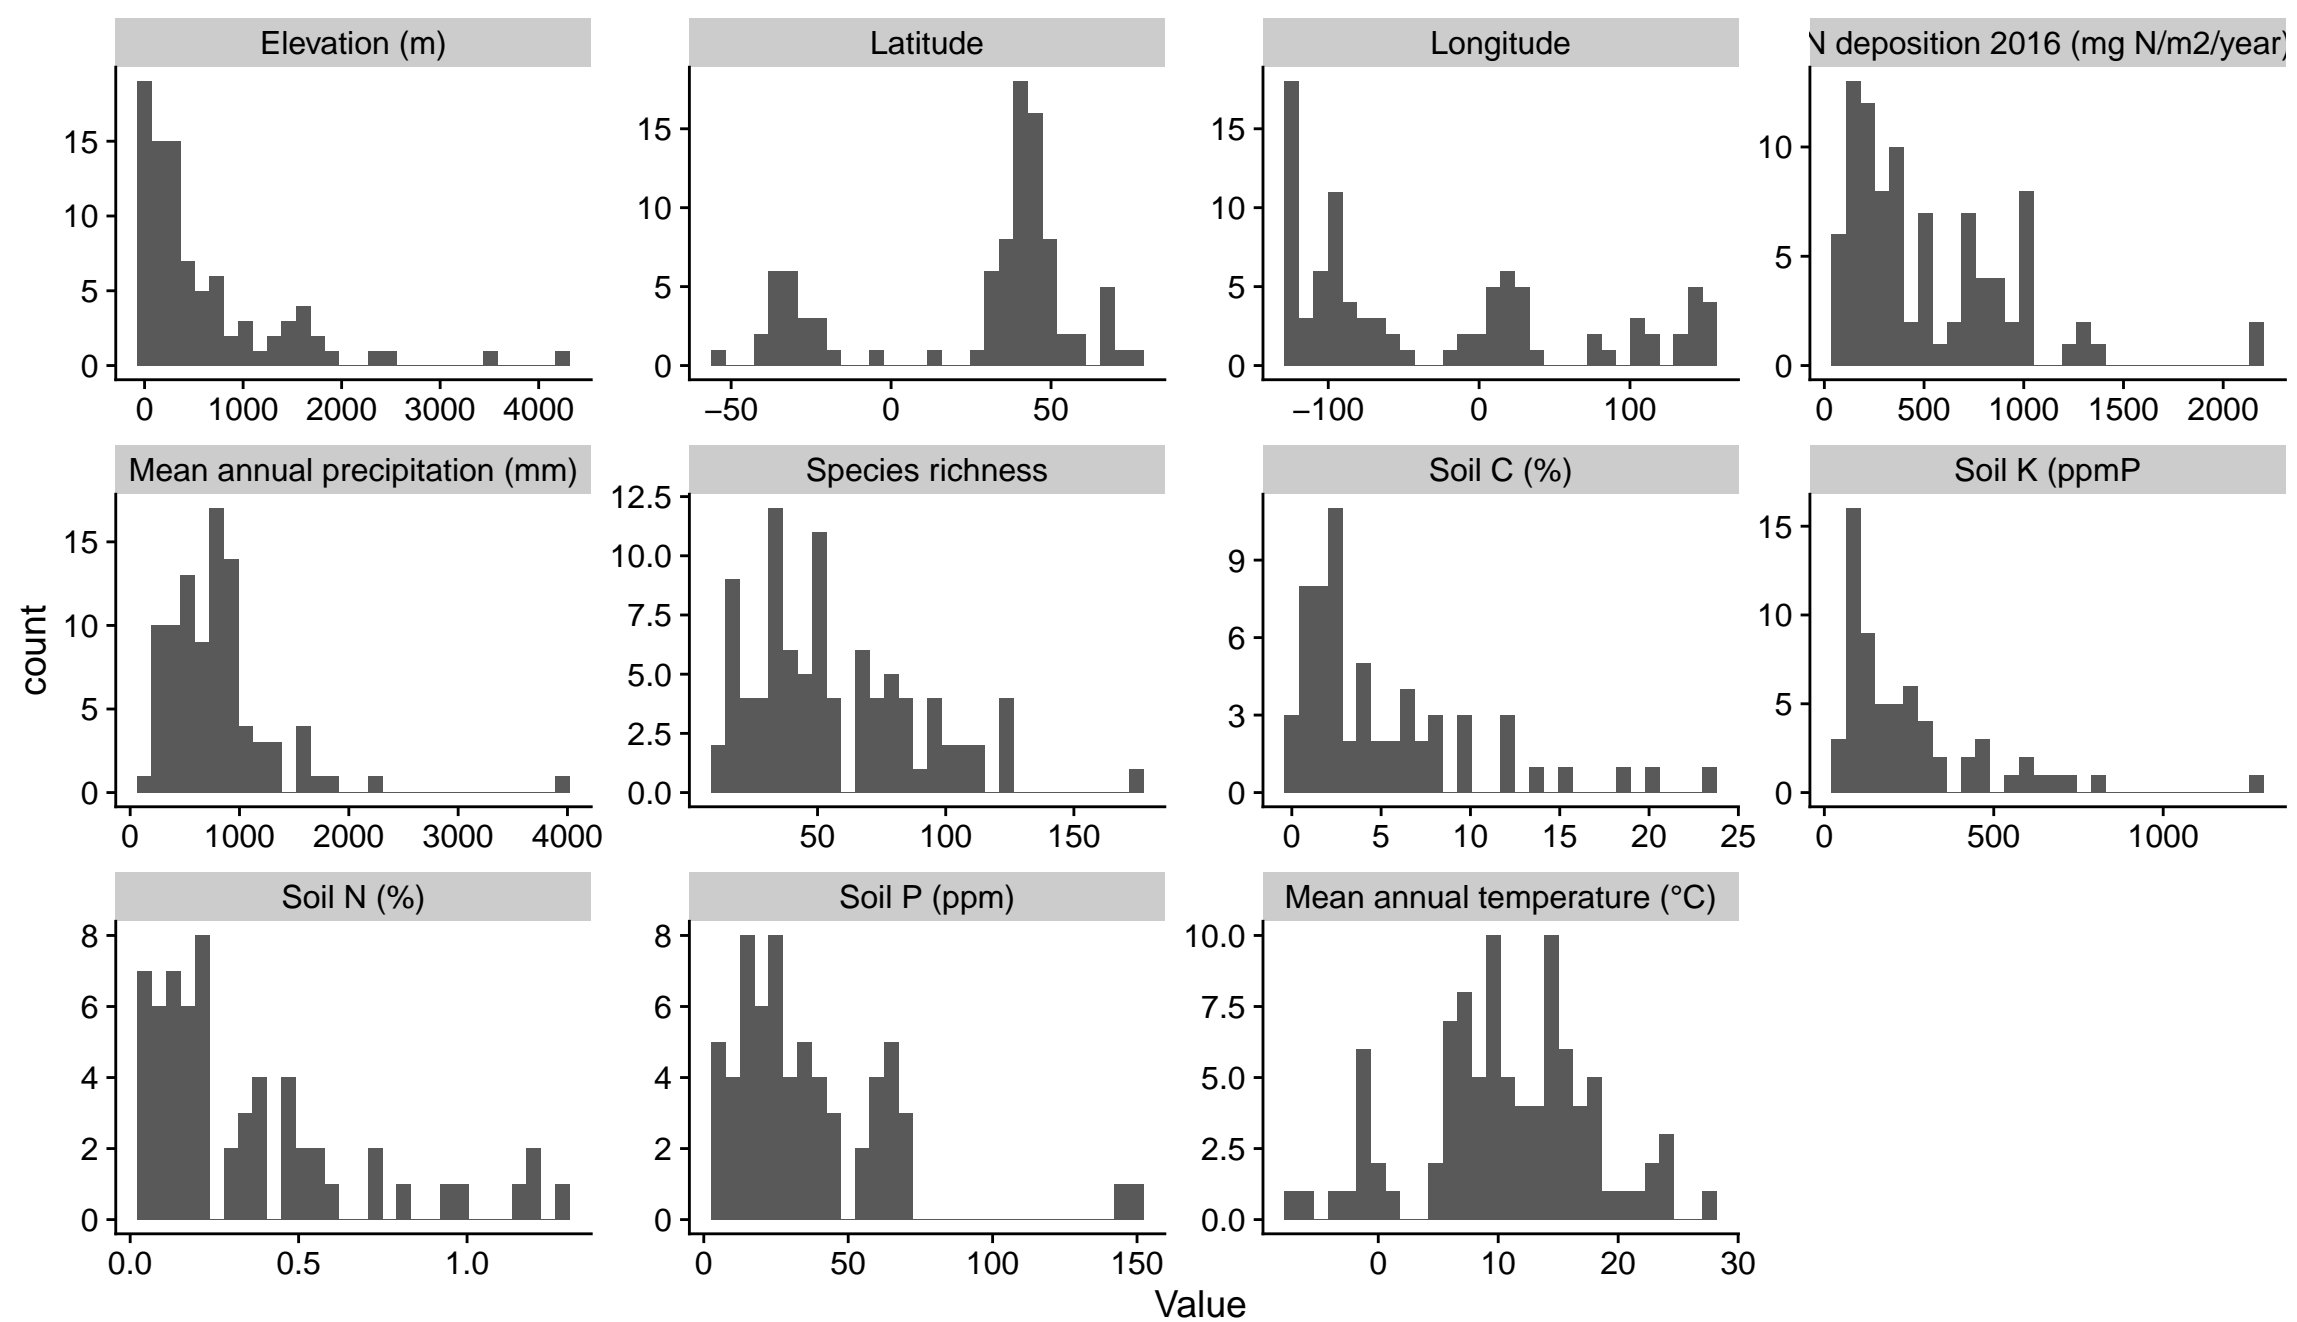 Elevation (m)
Latitude
Longitude
N deposition 2016 (mg N/m2/year)
15
10
5
0
0 1000 2000 3000 4000
15
10
5
0
−50 0 50
15
10
5
0
−100 0 100
10
5
0
0 500 1000 1500 2000
Mean annual precipitation (mm)
Species richness
Soil C (%)
Soil K (ppmP
15
10
5
0
0 1000 2000 3000 4000
12.5
10.0
7.5
5.0
2.5
0.0
50 100 150
9
6
3
0
0 5 10 15 20 25
15
10
5
0
0 500 1000
count
Soil N (%)
Soil P (ppm)
Mean annual temperature (°C)
8
6
4
2
0
0.0 0.5 1.0
8
6
4
2
0
0 50 100 150
10.0
7.5
5.0
2.5
0.0
0 10 20 30
Value